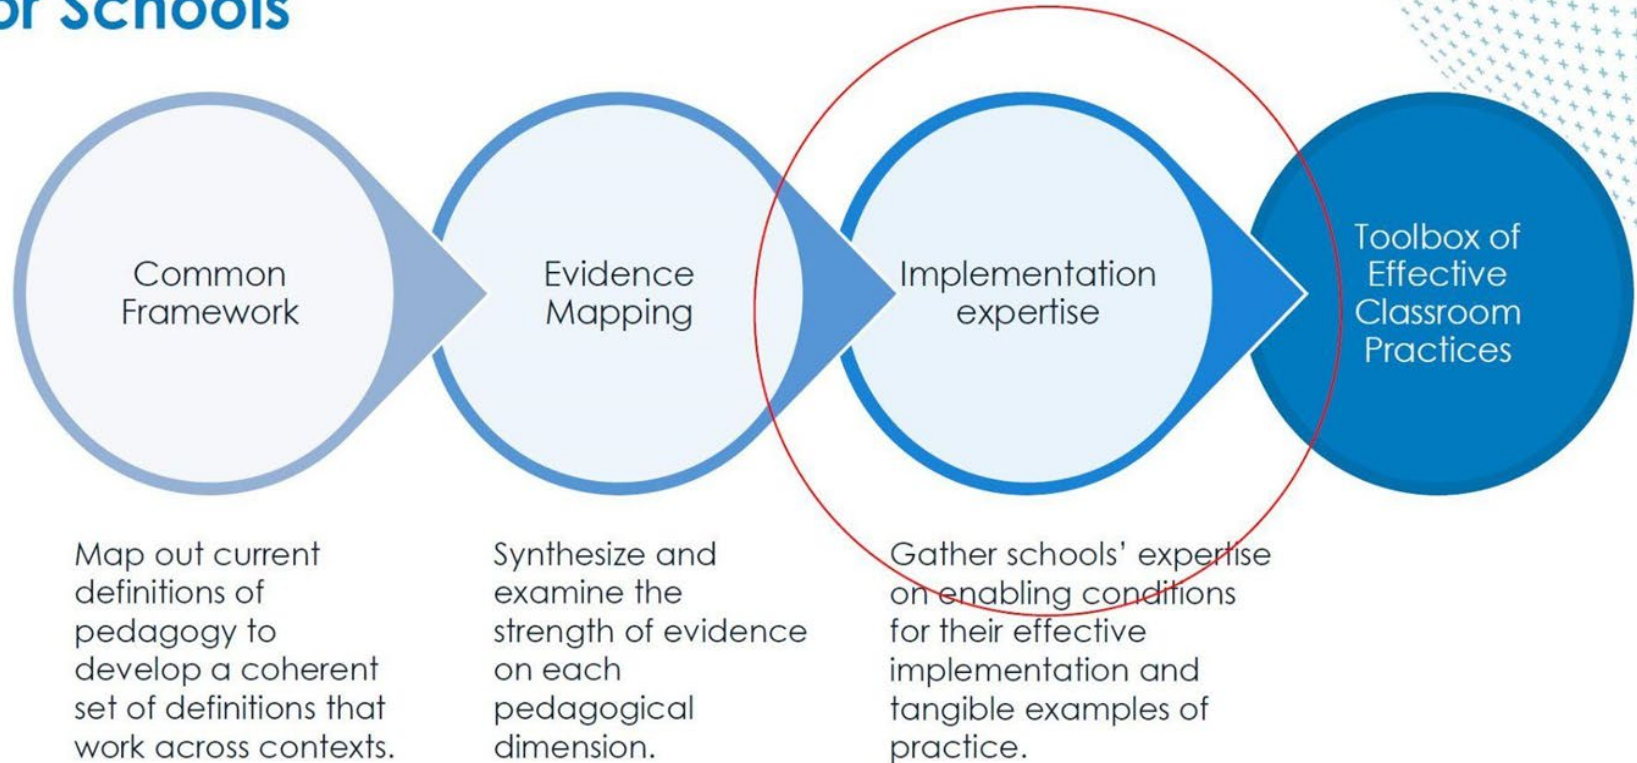 or Schools
Common
Framework
Evidence
Mapping
Implementation
expertise
Toolbox of
Effective
Classroom
Practices
Map out current
definitions of
pedagogy to
develop a coherent
set of definitions that
work across contexts.
Synthesize and
examine the
strength of evidence
on each
pedagogical
dimension.
Gather schools’ expertise
on enabling conditions
for their effective
implementation and
tangible examples of
practice.